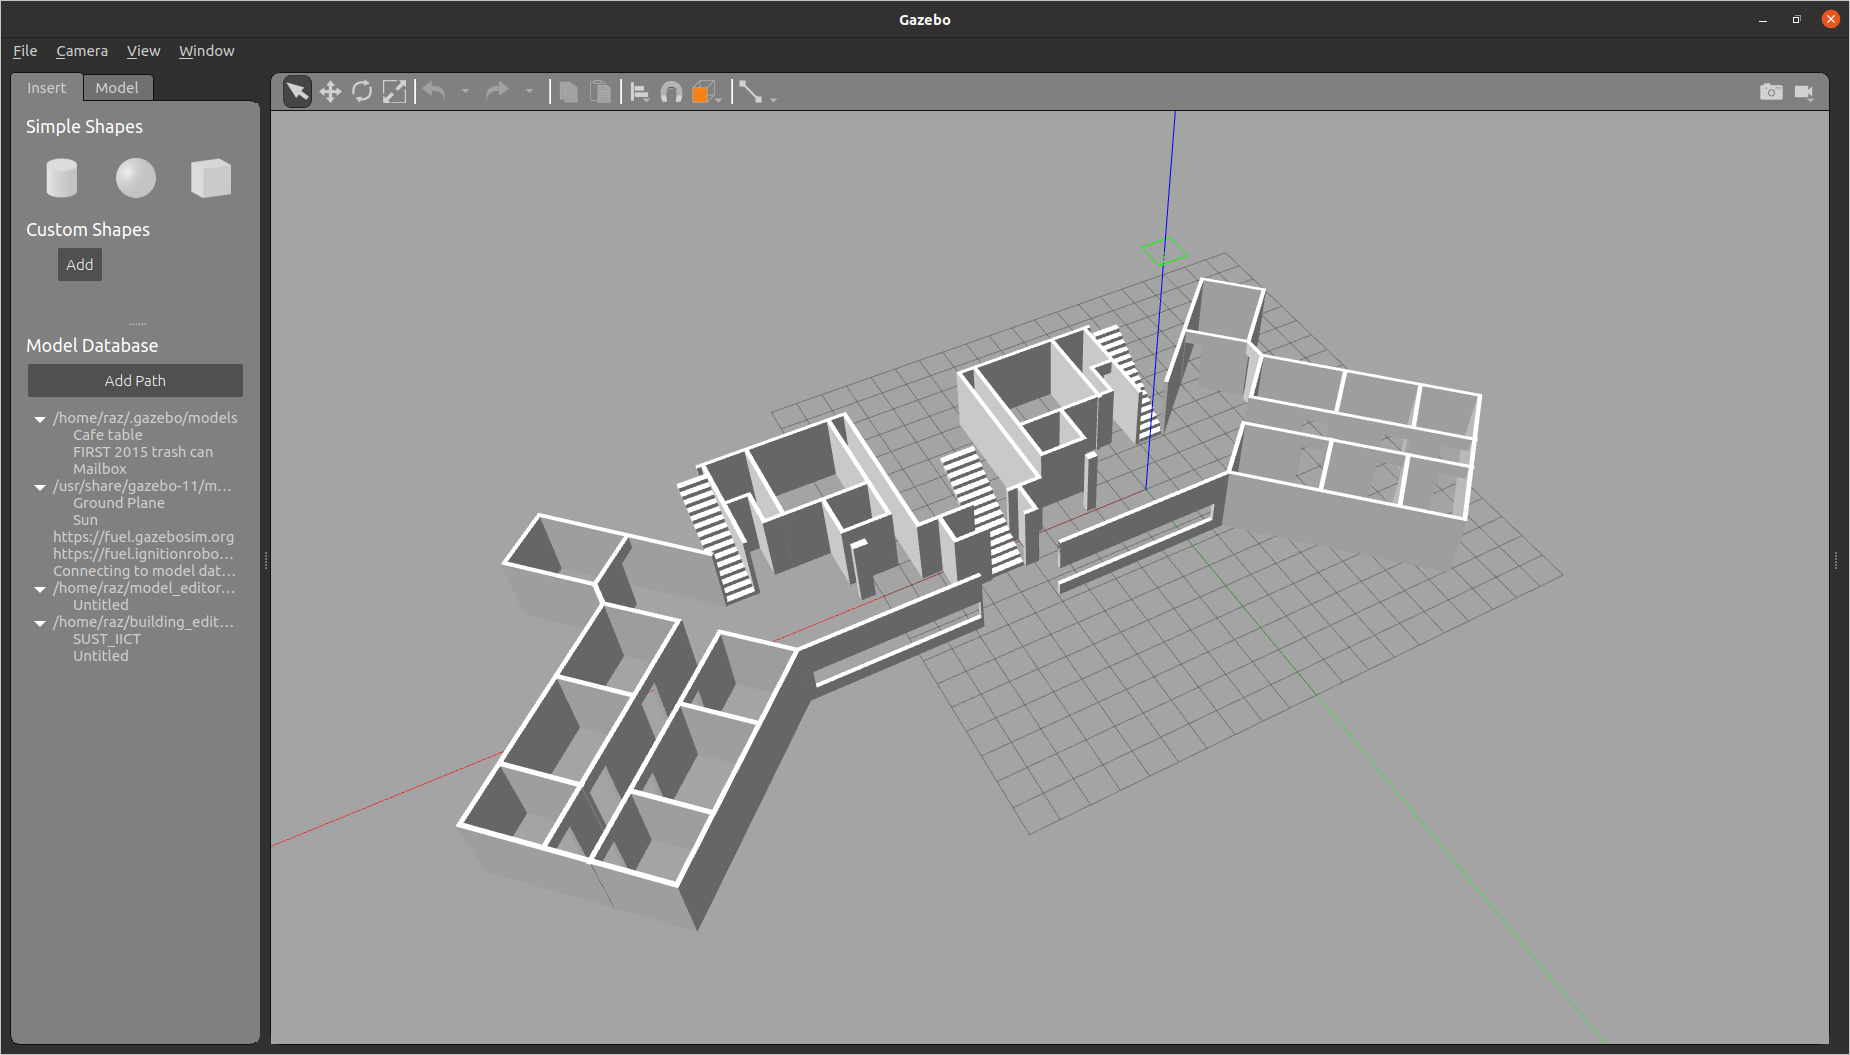 Gazebo
File Camera View Window
Insert Model
Simple Shapes
Custom Shapes
Add
Model Database
Add Path
/home/raz/.gazebo/models
Cafe table
FIRST 2015 trash can
Mailbox
/usr/share/gazebo-11/m...
Ground Plane
Sun
https://fuel.gazebosim.org
https://fuel.ignitionrobo...
Connecting to model dat...
/home/raz/model_editor...
Untitled
/home/raz/building_edit...
SUST_IICT
Untitled